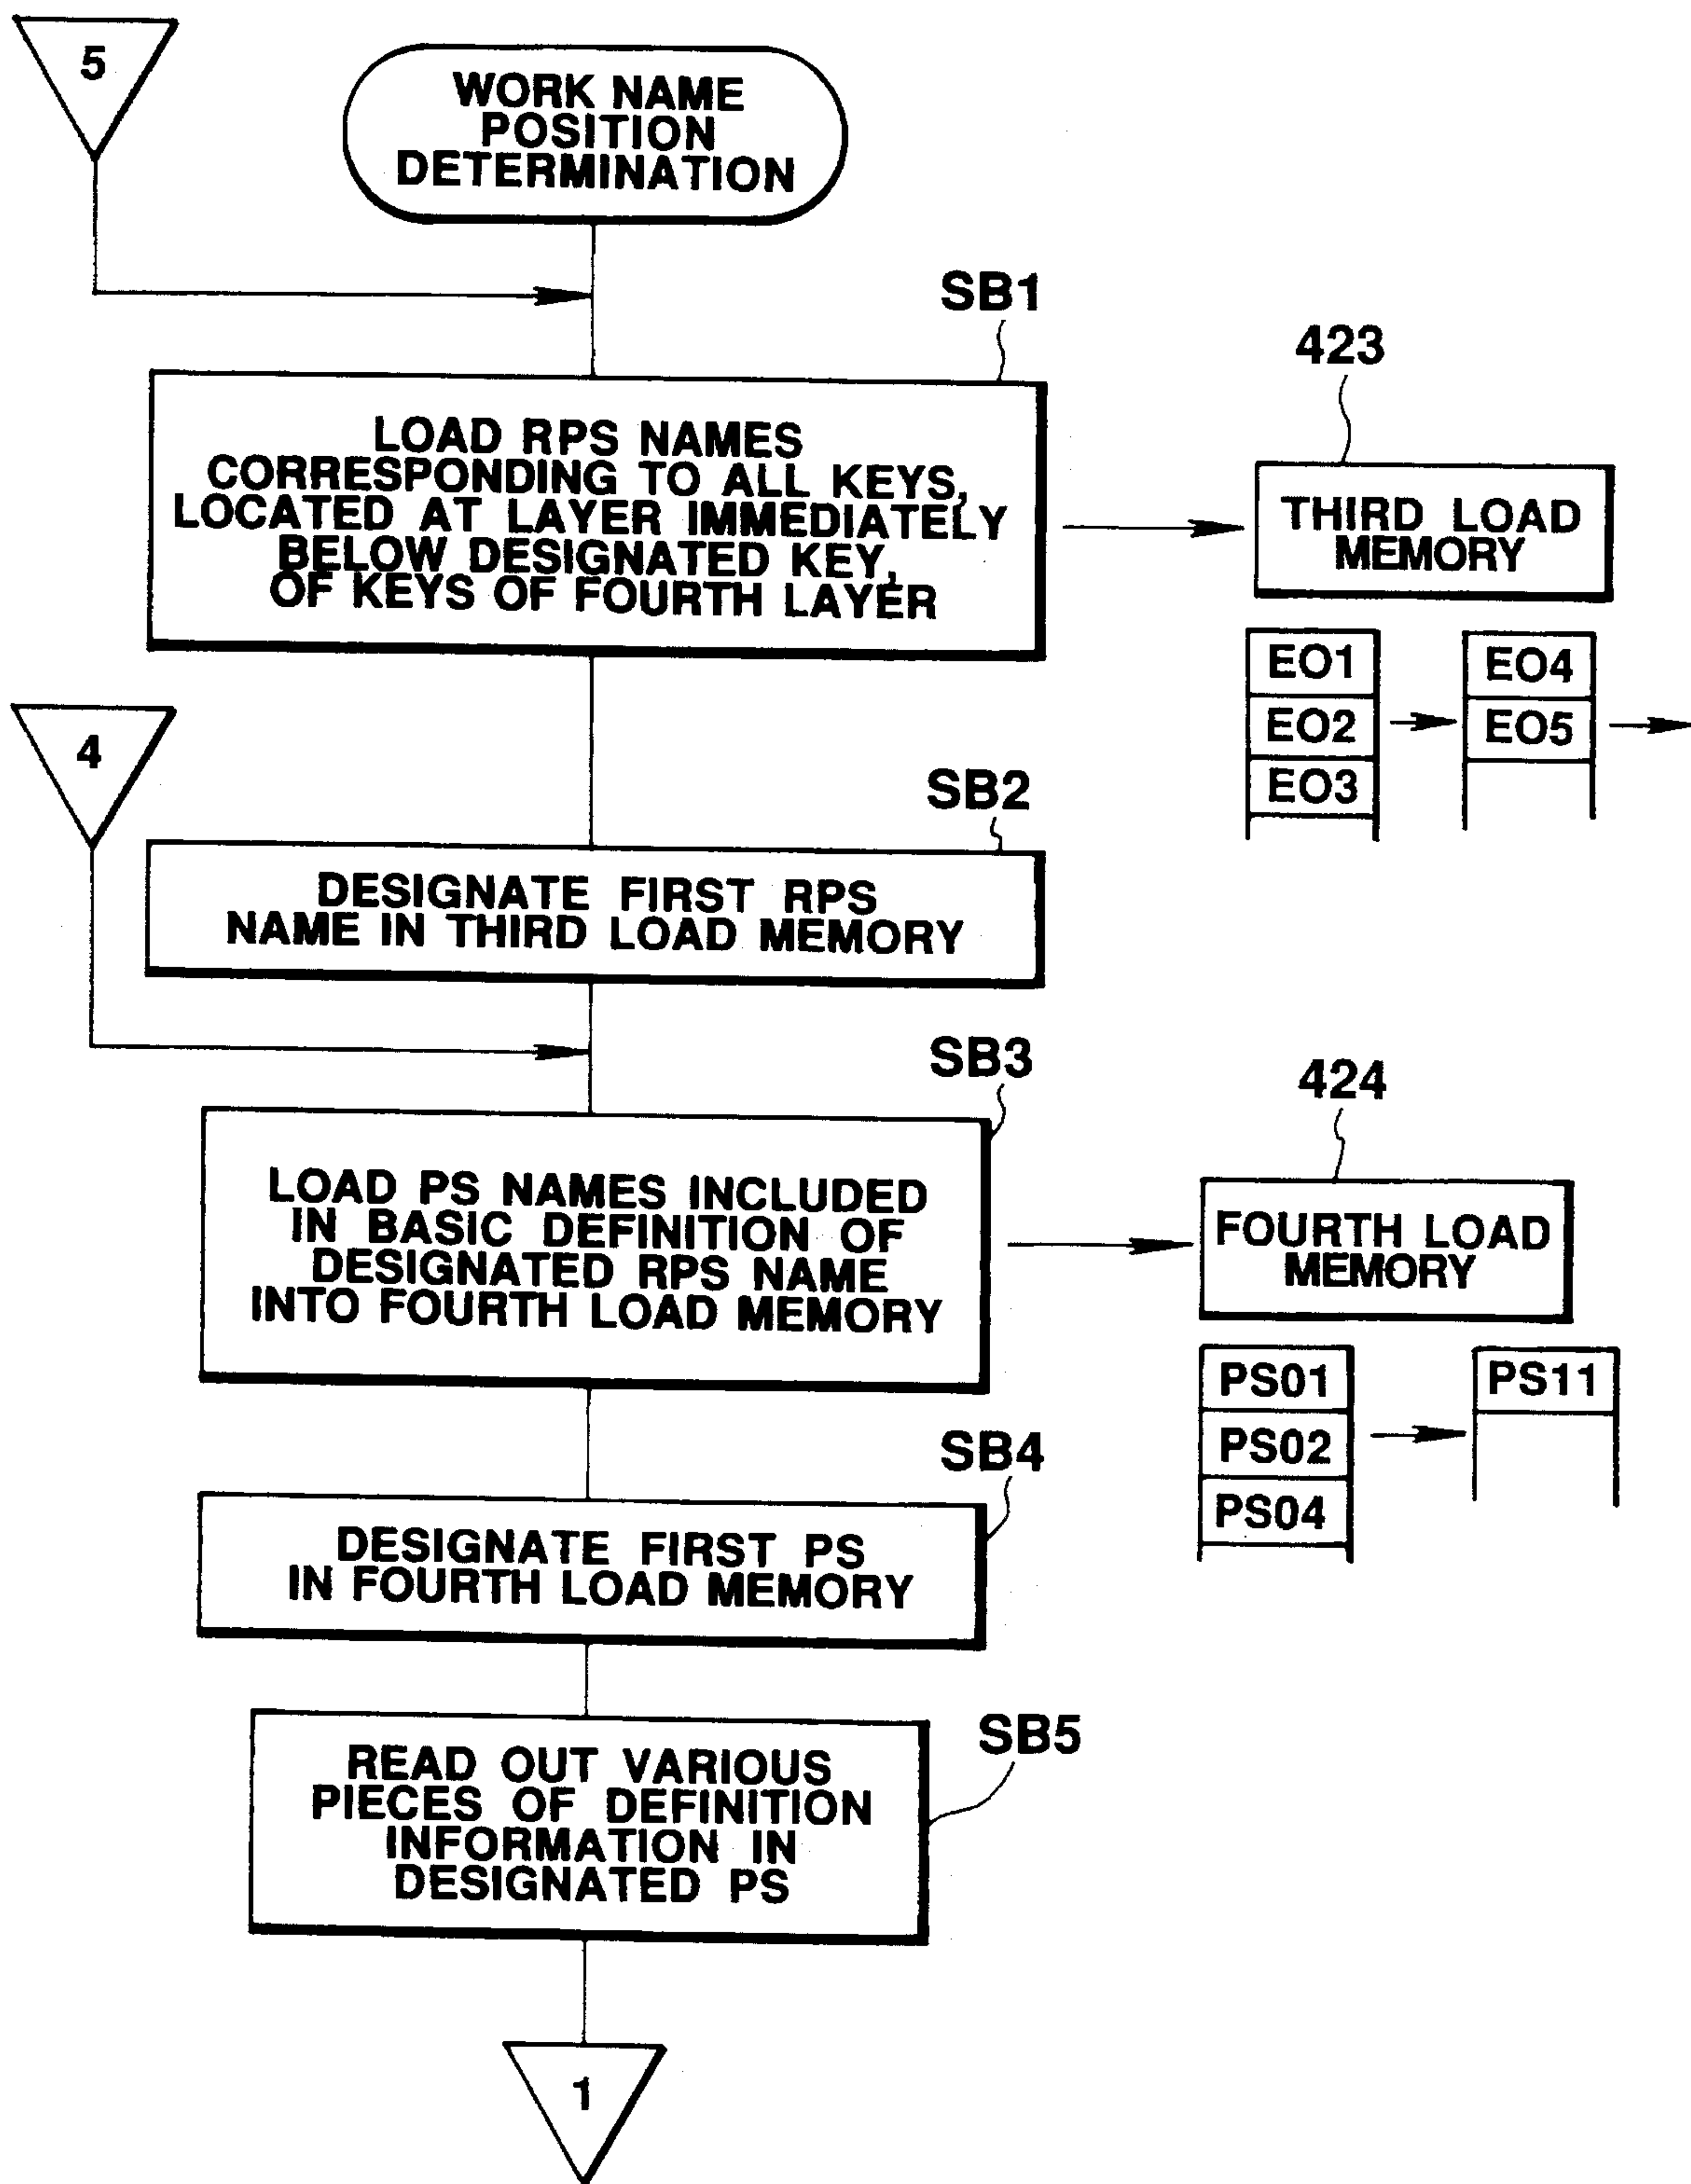 5
WORK NAME
POSITION
DETERMINATION
SB1
LOAD RPS NAMES
CORRESPONDING TO ALL KEYS,
LOCATED AT LAYER IMMEDIATELY
BELOW DESIGNATED KEY,
OF KEYS OF FOURTH LAYER
423
THIRD LOAD
MEMORY
EO1
EO2
EO3
EO4
EO5
4
SB2
DESIGNATE FIRST RPS
NAME IN THIRD LOAD MEMORY
SB3
LOAD PS NAMES INCLUDED
IN BASIC DEFINITION OF
DESIGNATED RPS NAME
INTO FOURTH LOAD MEMORY
424
FOURTH LOAD
MEMORY
PS01
PS02
PS04
PS11
SB4
DESIGNATE FIRST PS
IN FOURTH LOAD MEMORY
SB5
READ OUT VARIOUS
PIECES OF DEFINITION
INFORMATION IN
DESIGNATED PS
1